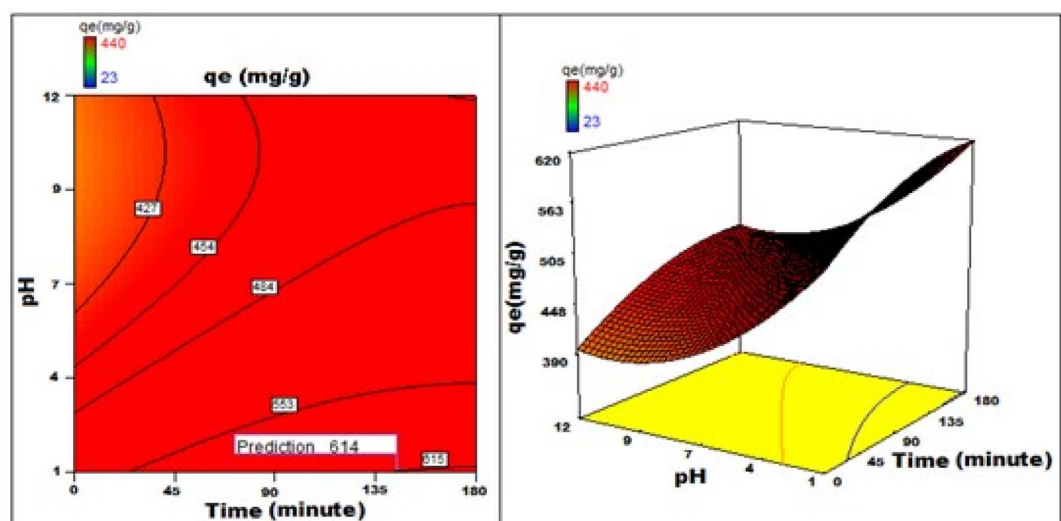 qe(mg/g)
440
23
qe (mg/g)
12
9
7
4
1
pH
427
454
484
553
Prediction 614
615
0 45 90 135 180
Time (minute)
qe(mg/g)
440
23
620
563
505
448
390
qe(mg/g)
12
9
7
4
1
pH
0
45
90
135
180
Time (minute)